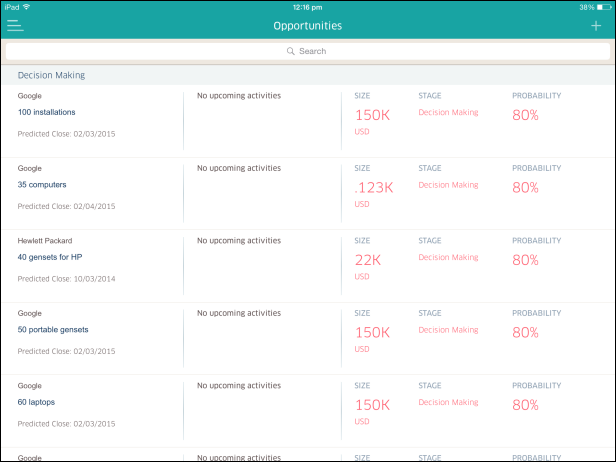 iPad 12:16 pm 38%
Opportunities
Search
Decision Making
Google
100 installations
Predicted Close: 02/03/2015
No upcoming activities
SIZE
150K
USD
STAGE
Decision Making
PROBABILITY
80%
Google
35 computers
Predicted Close: 02/04/2015
No upcoming activities
SIZE
.123K
USD
STAGE
Decision Making
PROBABILITY
80%
Hewlett Packard
40 gensets for HP
Predicted Close: 10/03/2014
No upcoming activities
SIZE
22K
USD
STAGE
Decision Making
PROBABILITY
80%
Google
50 portable gensets
Predicted Close: 02/03/2015
No upcoming activities
SIZE
150K
USD
STAGE
Decision Making
PROBABILITY
80%
Google
60 laptops
Predicted Close: 02/03/2015
No upcoming activities
SIZE
150K
USD
STAGE
Decision Making
PROBABILITY
80%
Google
No upcoming activities
SIZE
STAGE
PROBABILITY